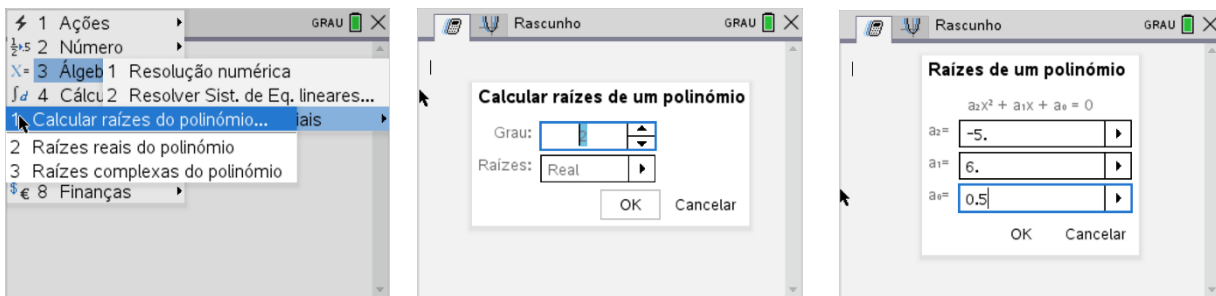 1 Ações
GRAU
2 Número
3 Álgeb 1 Resolução numérica
4 Cálcu 2 Resolver Sist. de Eq. lineares...
1 Calcular raízes do polinómio... iais
2 Raízes reais do polinómio
3 Raízes complexas do polinómio
$€ 8 Finanças
Rascunho GRAU
Calcular raízes de um polinómio
Grau: 2
Raízes: Real
OK Cancelar
Rascunho GRAU
Raízes de um polinómio
a₂x² + a₁x + a₀ = 0
a₂= -5.
a₁= 6.
a₀= 0.5
OK Cancelar